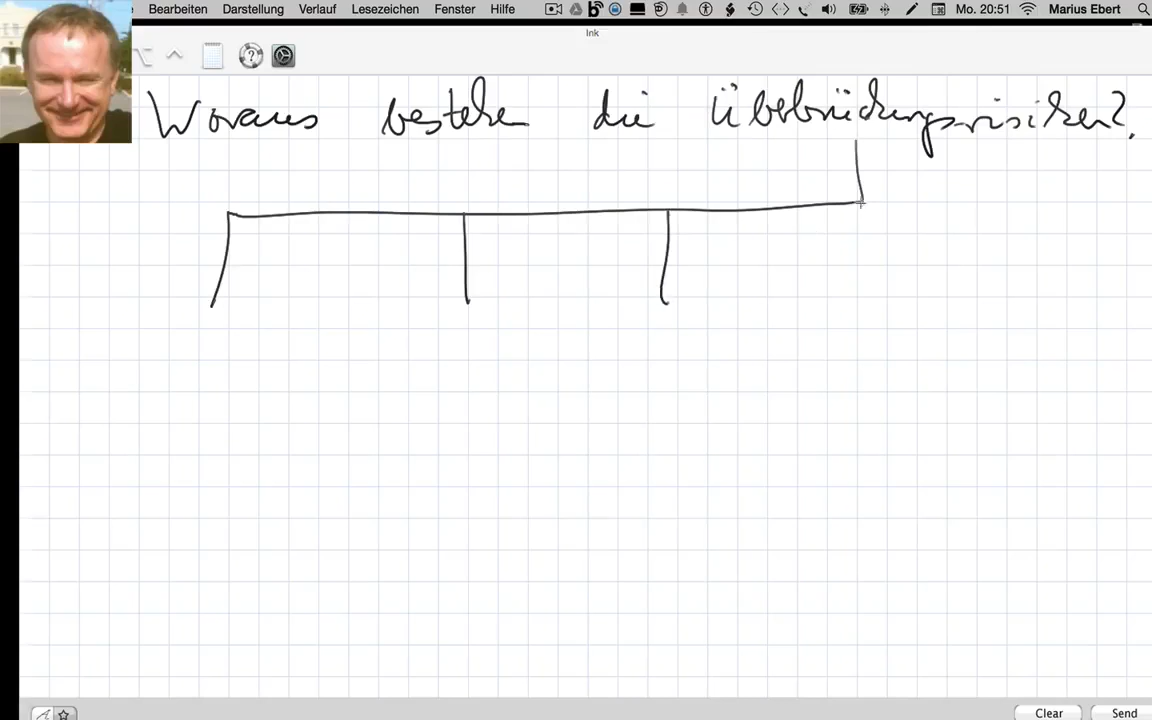 Bearbeiten Darstellung Verlauf Lesezeichen Fenster Hilfe Mo. 20:51 Marius Ebert
Ink
Woraus bestehen die Überbrückungsrisiken?
Clear Send